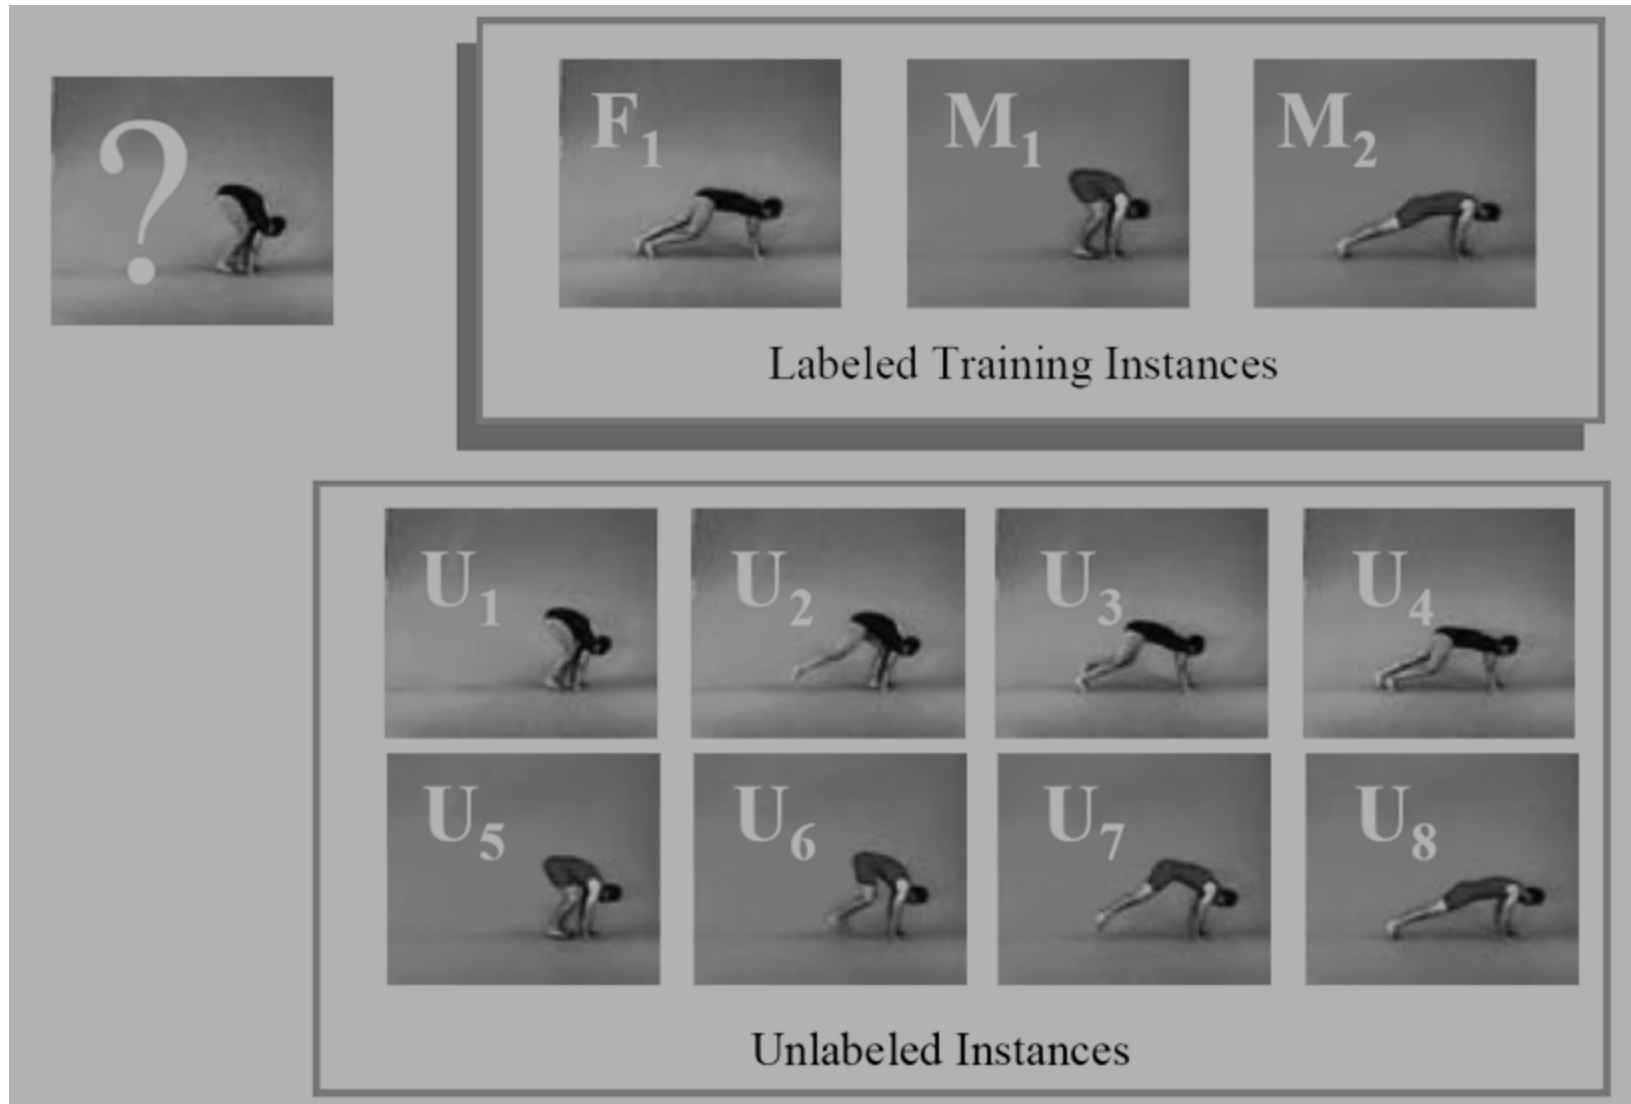 ?
F1
M1
M2
Labeled Training Instances
U1
U2
U3
U4
U5
U6
U7
U8
Unlabeled Instances